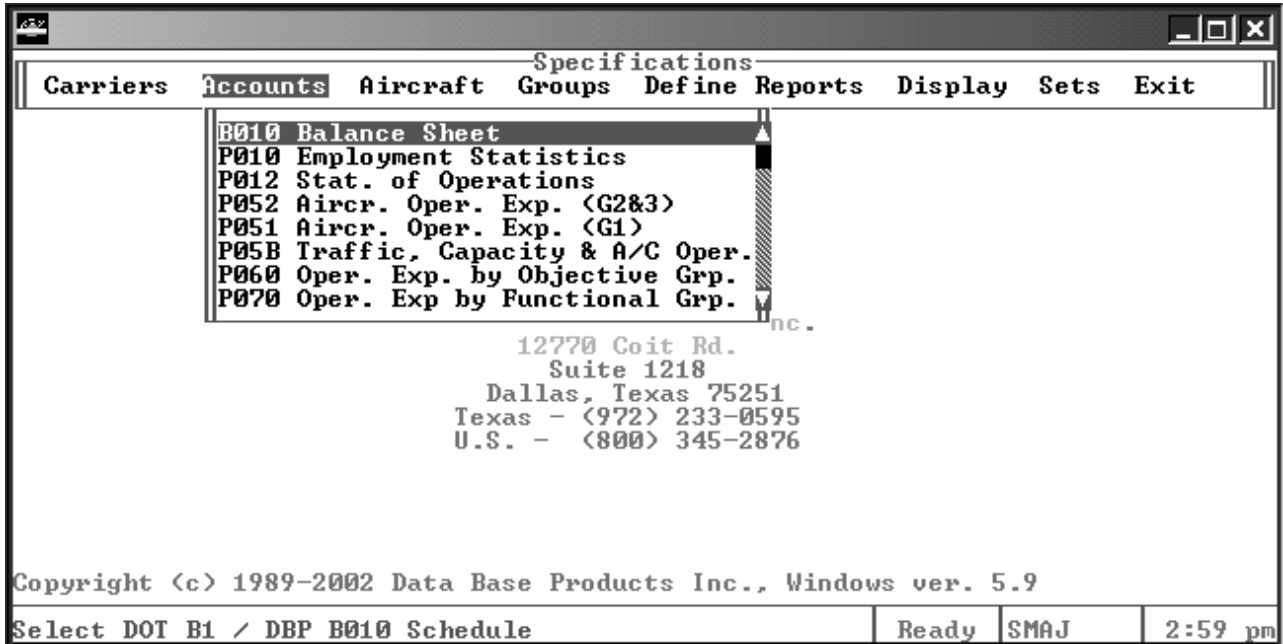 Specifications
Carriers Accounts Aircraft Groups Define Reports Display Sets Exit
B010 Balance Sheet
P010 Employment Statistics
P012 Stat. of Operations
P052 Aircr. Oper. Exp. (G2&3)
P051 Aircr. Oper. Exp. (G1)
P05B Traffic, Capacity & A/C Oper.
P060 Oper. Exp. by Objective Grp.
P070 Oper. Exp by Functional Grp.
nc.
12770 Coit Rd.
Suite 1218
Dallas, Texas 75251
Texas - (972) 233-0595
U.S. - (800) 345-2876
Copyright (c) 1989-2002 Data Base Products Inc., Windows ver. 5.9
Select DOT B1 / DBP B010 Schedule Ready SMAJ 2:59 pm